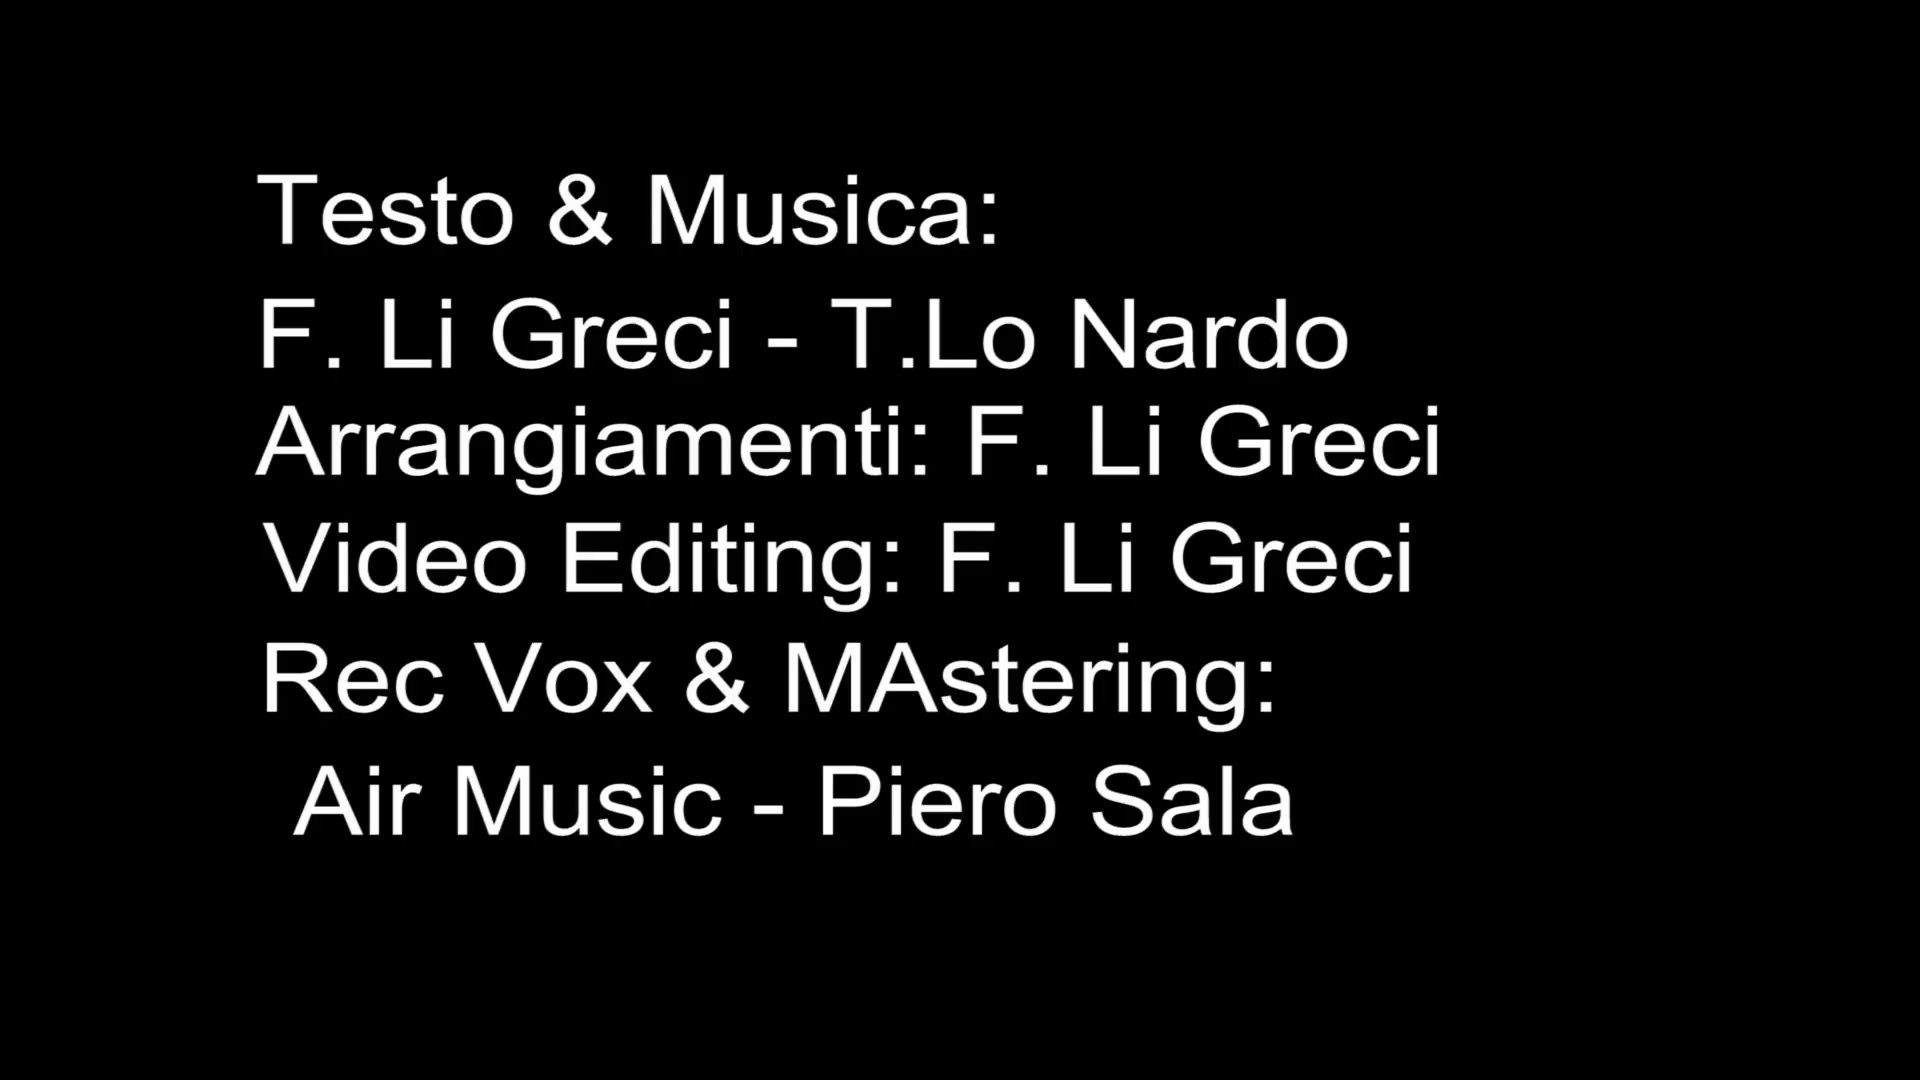 Testo & Musica:
F. Li Greci - T.Lo Nardo
Arrangiamenti: F. Li Greci
Video Editing: F. Li Greci
Rec Vox & MAstering:
Air Music - Piero Sala